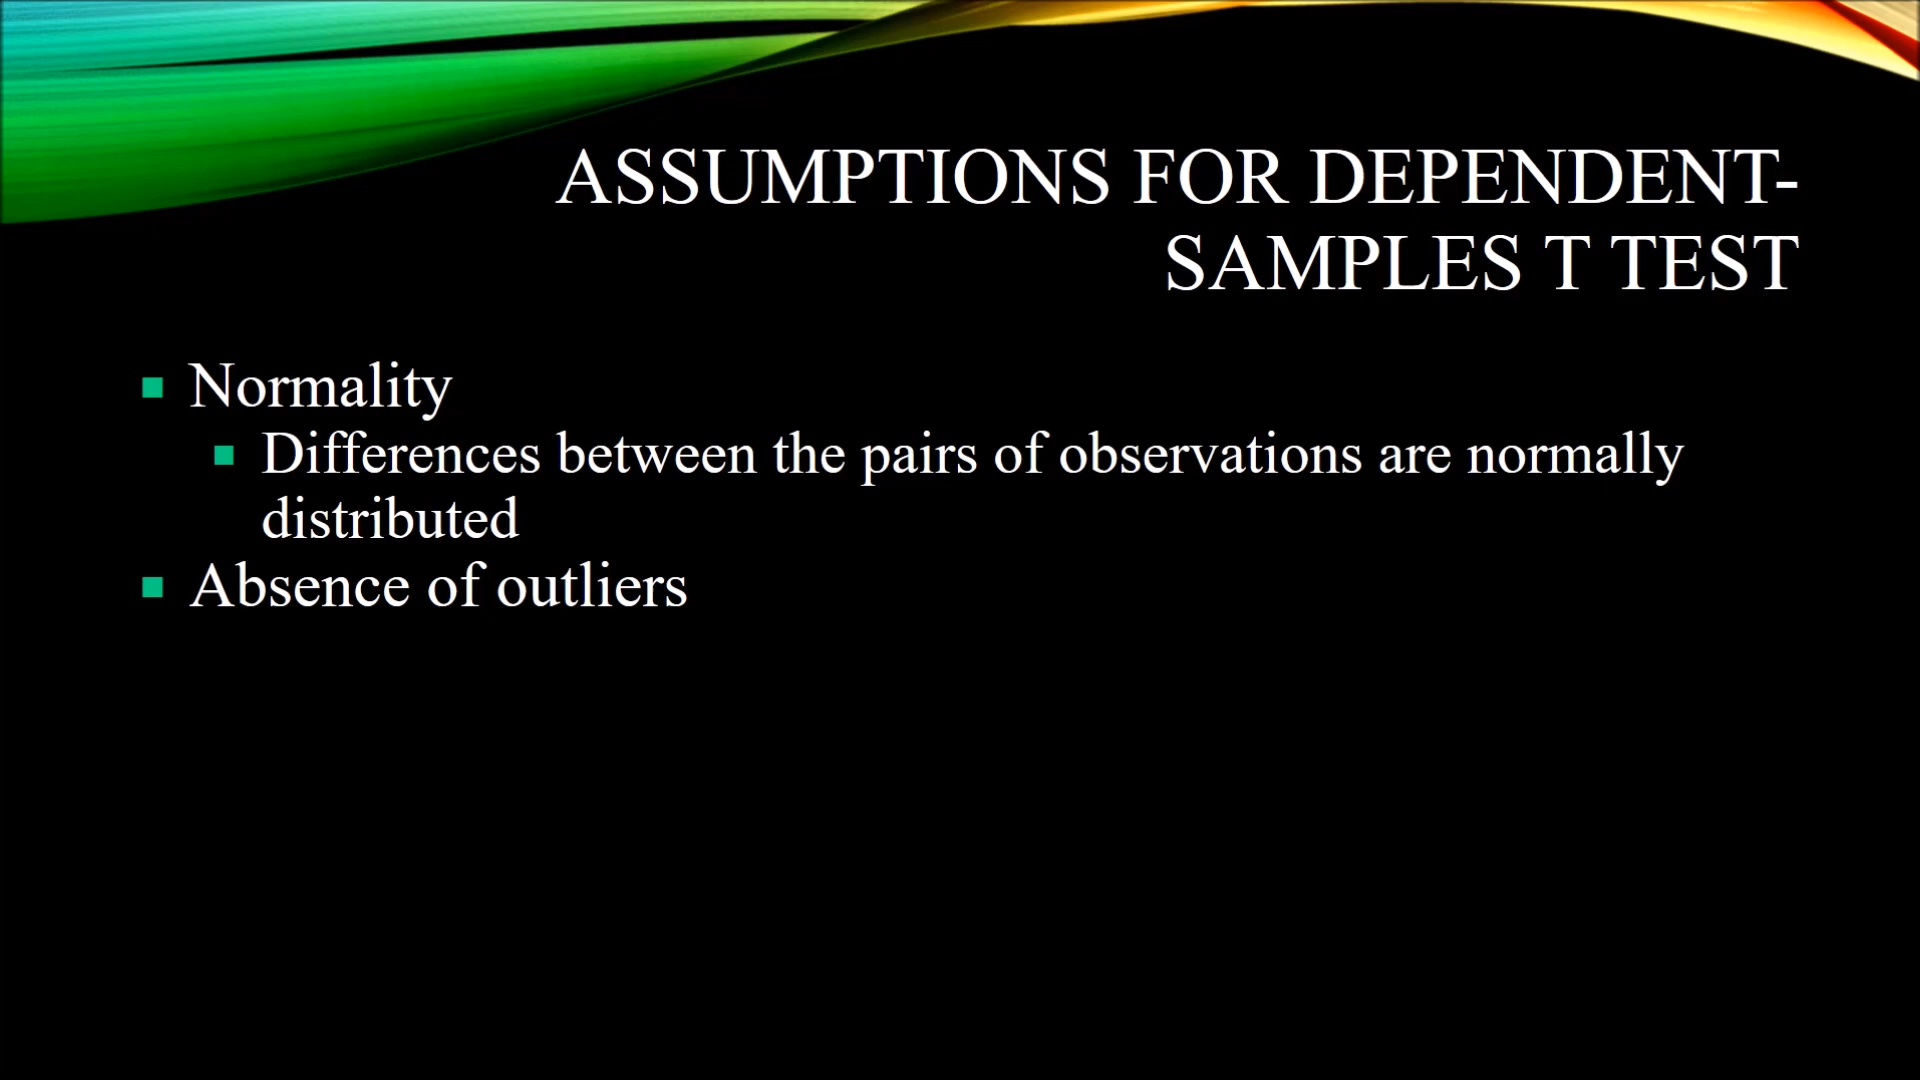 ASSUMPTIONS FOR DEPENDENT-
SAMPLES T TEST
Normality
Differences between the pairs of observations are normally
distributed
Absence of outliers